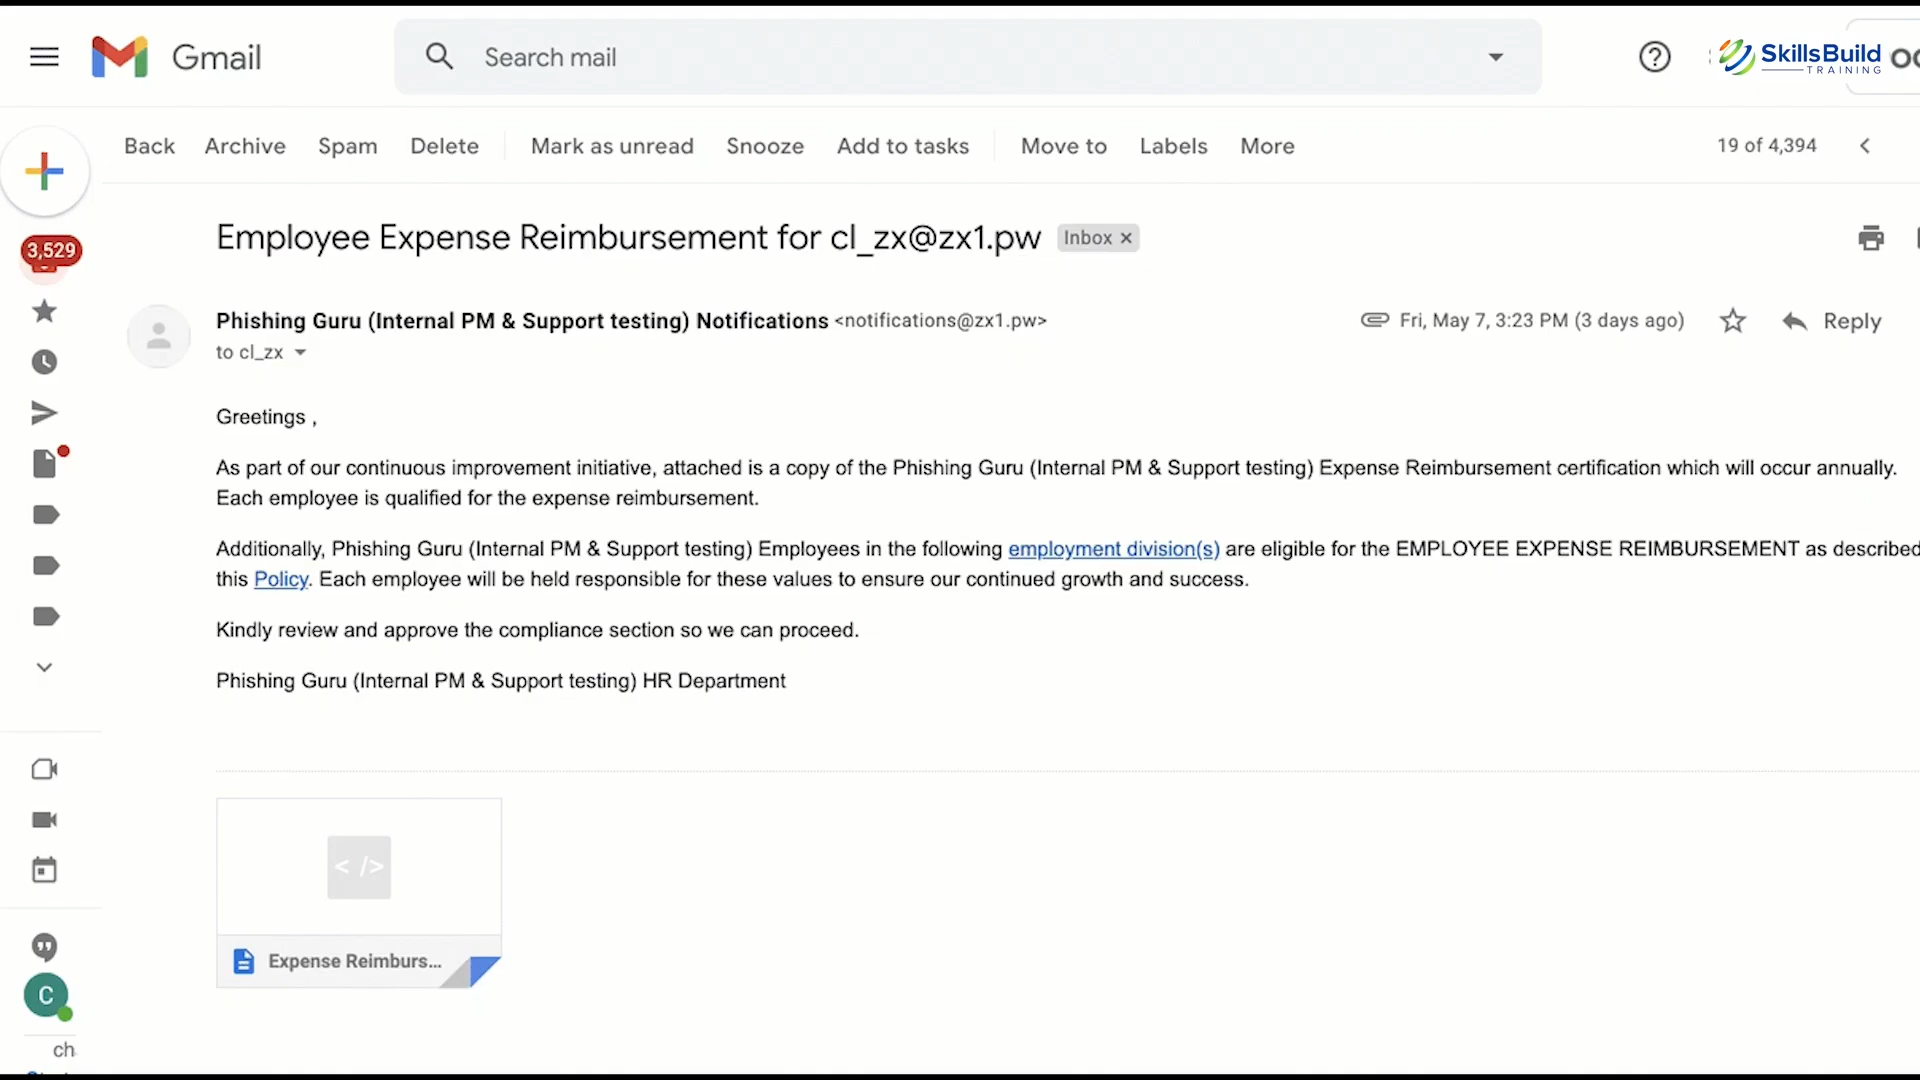 Gmail
Search mail
SkillsBuild
TRAINING
Back Archive Spam Delete Mark as unread Snooze Add to tasks Move to Labels More 19 of 4,394
3,529
Employee Expense Reimbursement for cl_zx@zx1.pw Inbox ×
Phishing Guru (Internal PM & Support testing) Notifications <notifications@zx1.pw> Fri, May 7, 3:23 PM (3 days ago) Reply
to cl_zx
Greetings ,
As part of our continuous improvement initiative, attached is a copy of the Phishing Guru (Internal PM & Support testing) Expense Reimbursement certification which will occur annually.
Each employee is qualified for the expense reimbursement.
Additionally, Phishing Guru (Internal PM & Support testing) Employees in the following employment division(s) are eligible for the EMPLOYEE EXPENSE REIMBURSEMENT as described
this Policy. Each employee will be held responsible for these values to ensure our continued growth and success.
Kindly review and approve the compliance section so we can proceed.
Phishing Guru (Internal PM & Support testing) HR Department
< />
Expense Reimburs...
C
ch